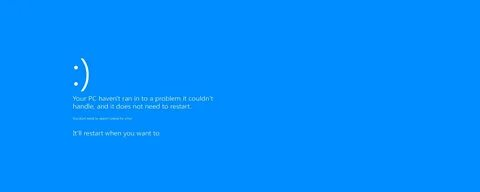 :)
Your PC haven't ran in to a problem it couldn't
handle, and it does not need to restart.
It'll restart when you want to